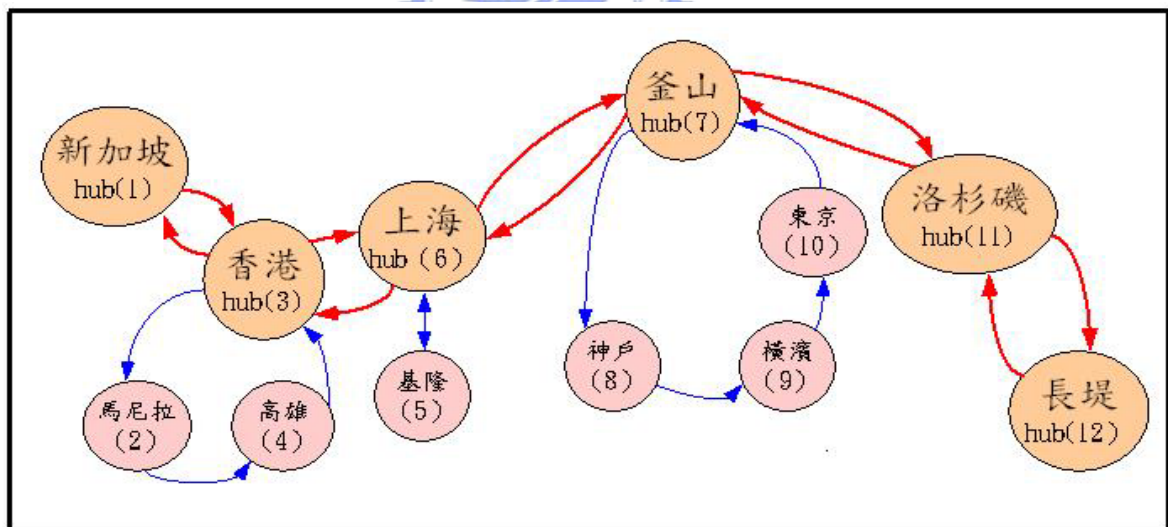 釜山
hub(7)
新加坡
hub(1)
洛杉磯
hub(11)
上海
hub (6)
東京
(10)
香港
hub(3)
神戶
(8)
橫濱
(9)
基隆
(5)
馬尼拉
(2)
高雄
(4)
長堤
hub(12)